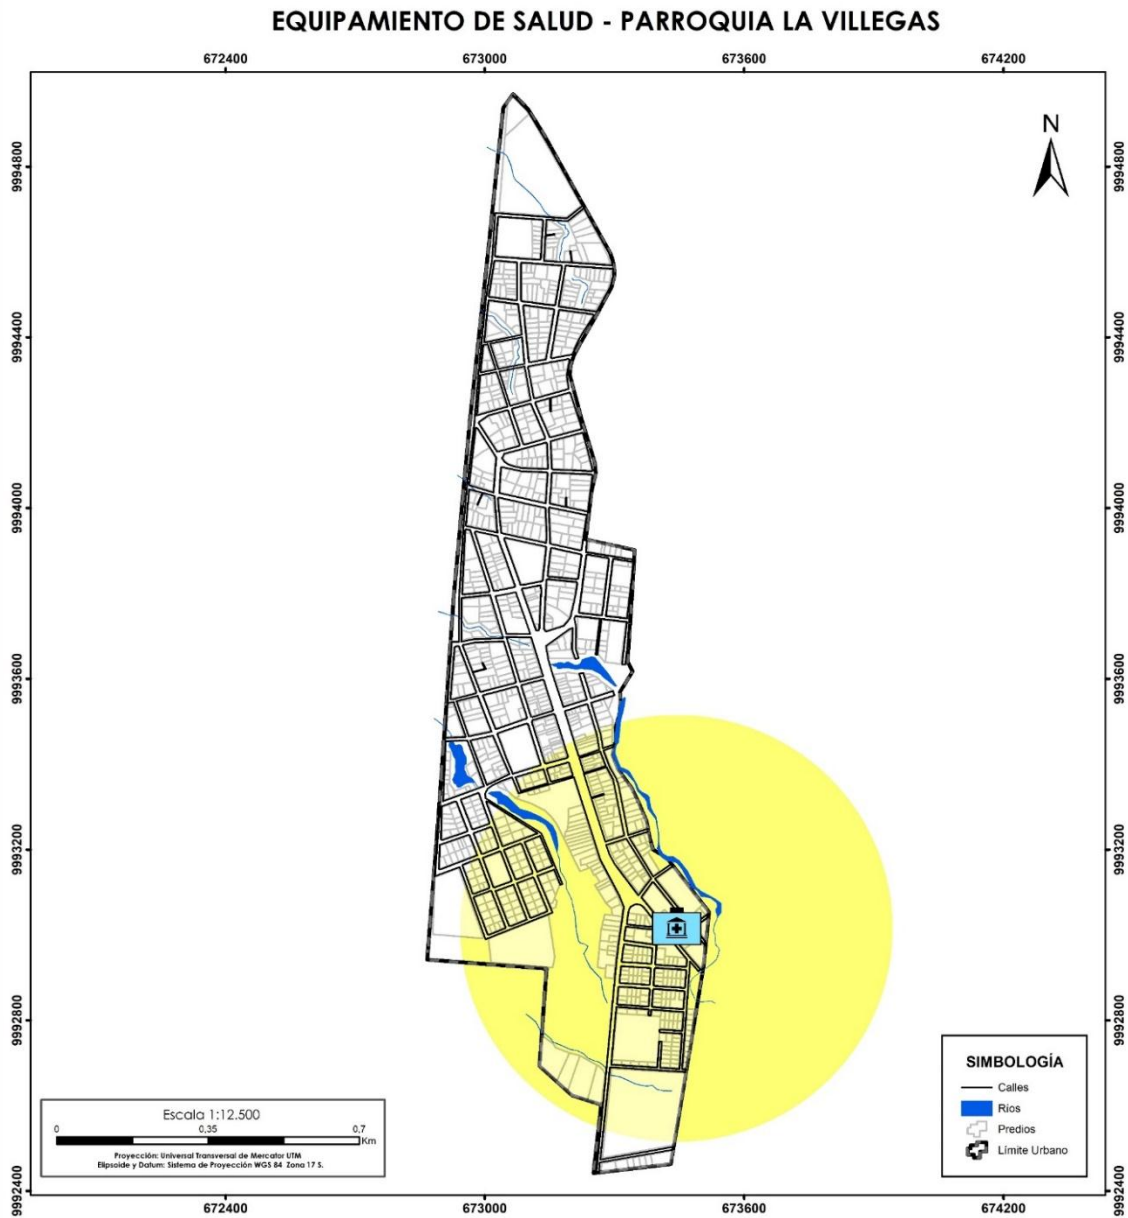 EQUIPAMIENTO DE SALUD - PARROQUIA LA VILLEGAS
672400 673000 673600 674200
N
9994800 9994800
9994400 9994400
9994000 9994000
9993600 9993600
9993200 9993200
9992800 9992800
9992400 9992400
SIMBOLOGÍA
Calles
Rios
Predios
Límite Urbano
Escala 1:12.500
0 0,35 0,7
Km
Proyección: Universal Transversal de Mercator UTM
Elipsoide y Datum: Sistema de Proyección WGS 84 Zona 17 S.
672400 673000 673600 674200